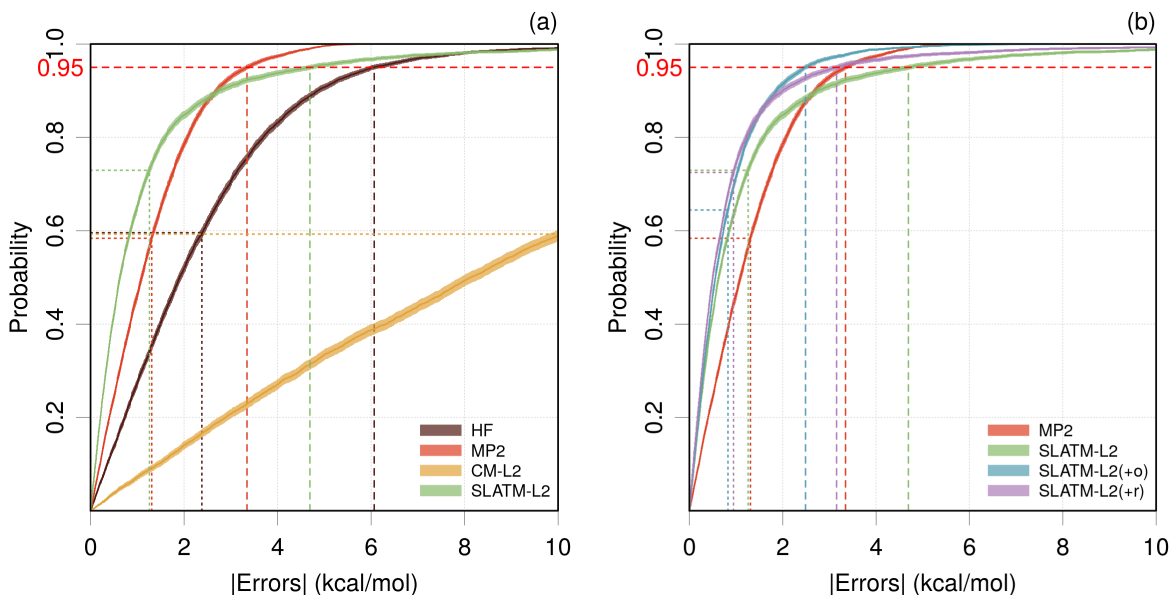 (a)
1.0
0.95
0.8
0.6
0.4
0.2
Probability
0 2 4 6 8 10
|Errors| (kcal/mol)
HF
MP2
CM-L2
SLATM-L2
(b)
1.0
0.95
0.8
0.6
0.4
0.2
Probability
0 2 4 6 8 10
|Errors| (kcal/mol)
MP2
SLATM-L2
SLATM-L2(+o)
SLATM-L2(+r)